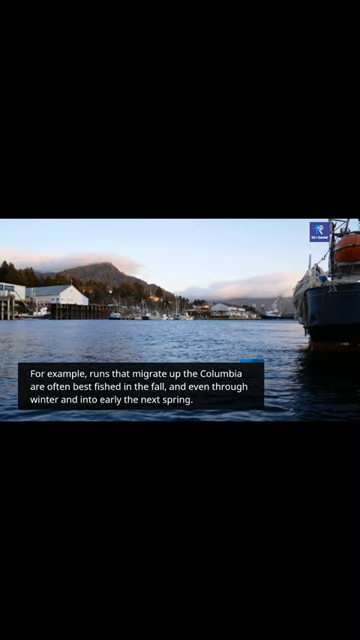 For example, runs that migrate up the Columbia
are often best fished in the fall, and even through
winter and into early the next spring.